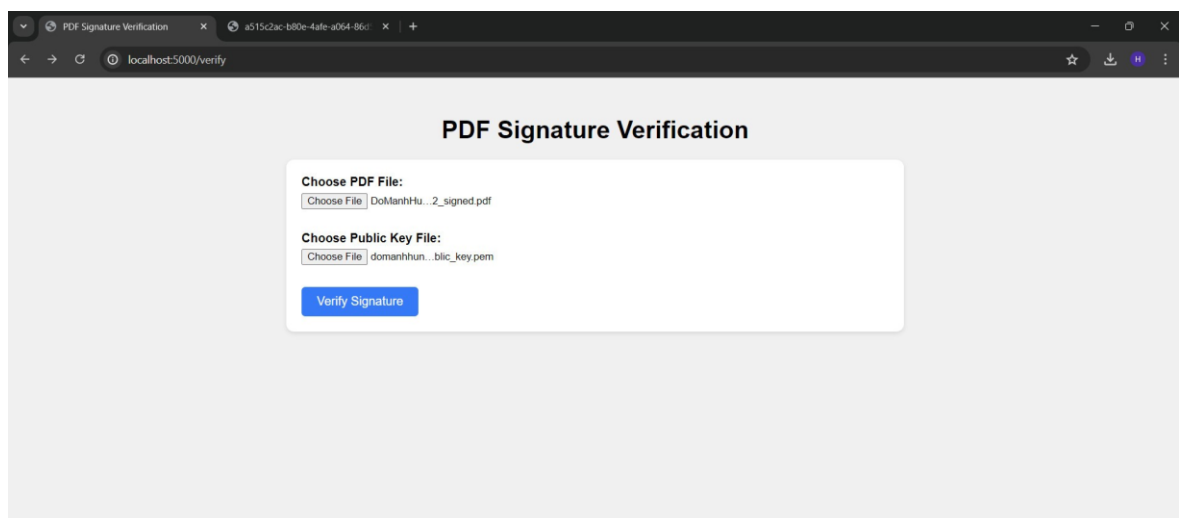 PDF Signature Verification
a515c2ac-b80e-4afe-a064-86d
localhost:5000/verify
H
PDF Signature Verification
Choose PDF File:
Choose File DoManhHu...2_signed.pdf
Choose Public Key File:
Choose File domanhhun...blic_key.pem
Verify Signature